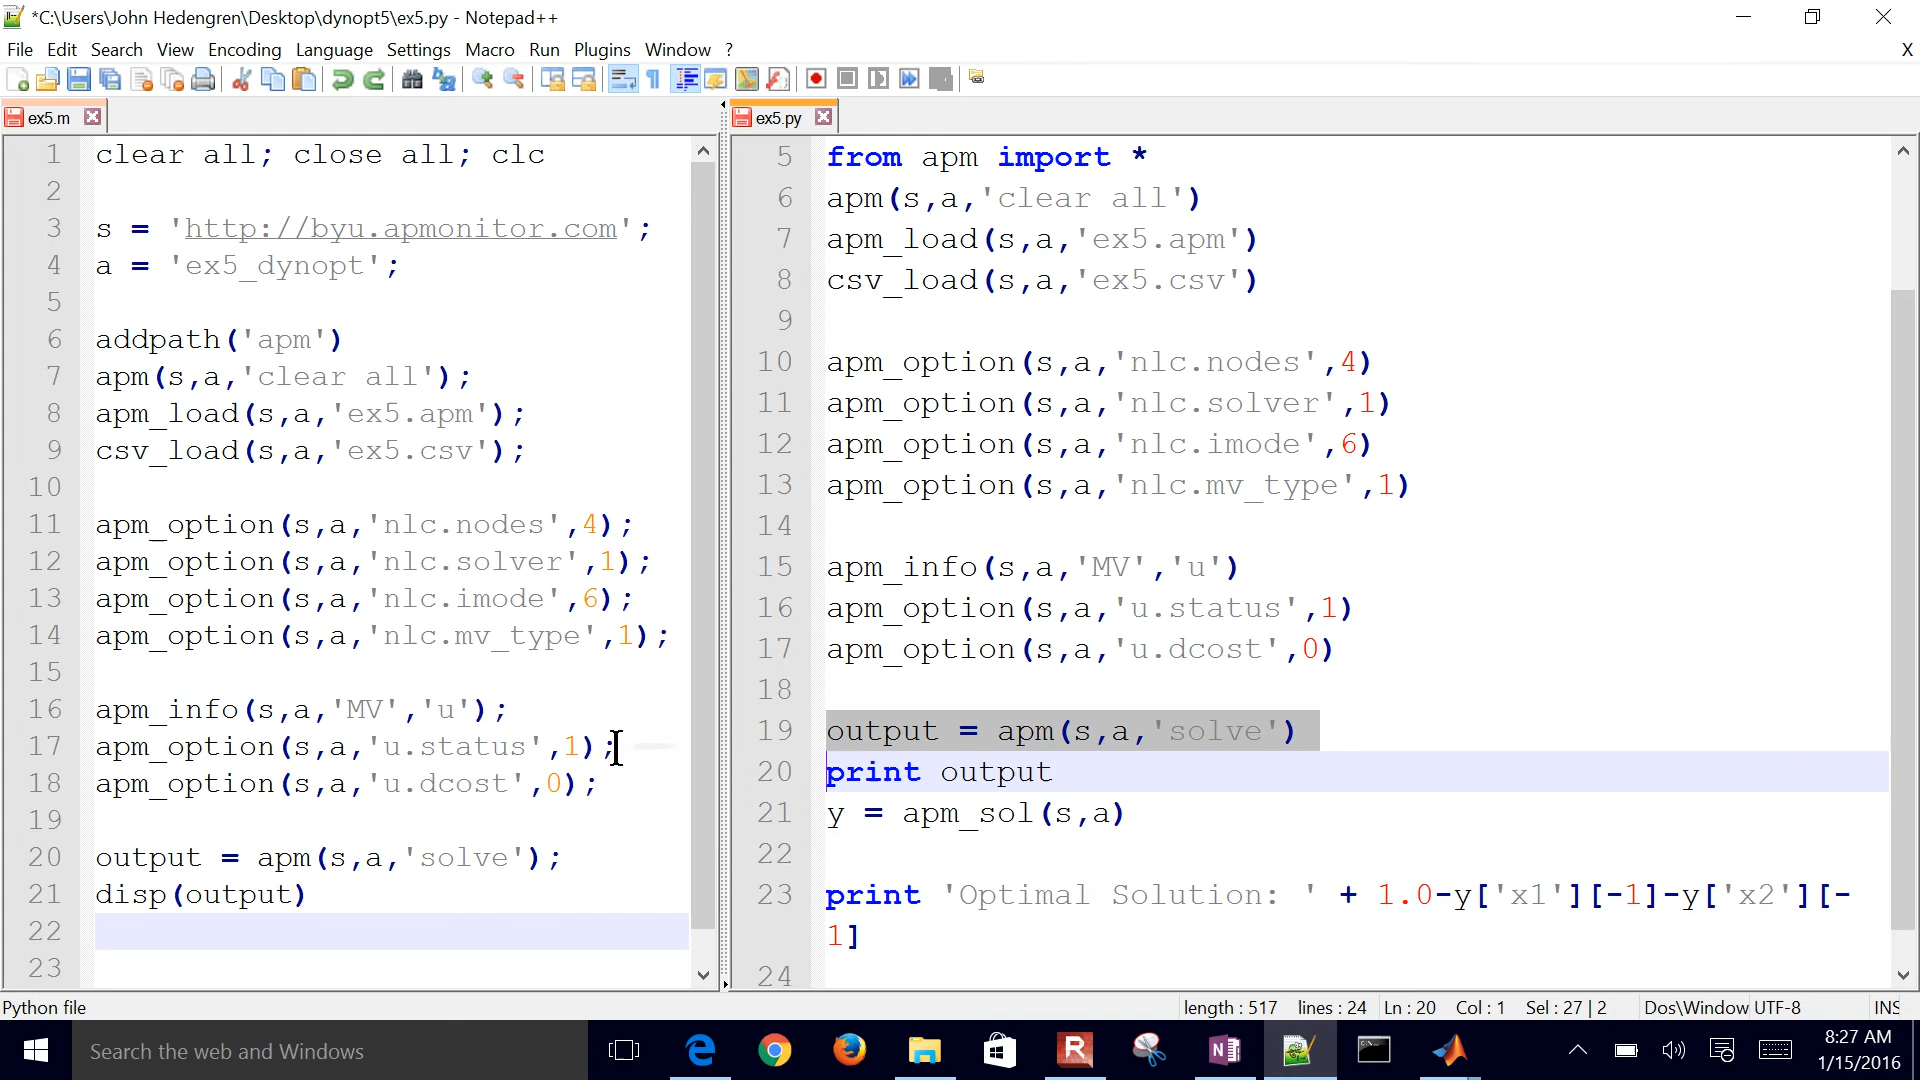 *C:\Users\John Hedengren\Desktop\dynopt5\ex5.py - Notepad++
File Edit Search View Encoding Language Settings Macro Run Plugins Window ? X
ex5.m
1 clear all; close all; clc
2
3 s = 'http://byu.apmonitor.com';
4 a = 'ex5_dynopt';
5
6 addpath('apm')
7 apm(s,a,'clear all');
8 apm_load(s,a,'ex5.apm');
9 csv_load(s,a,'ex5.csv');
10
11 apm_option(s,a,'nlc.nodes',4);
12 apm_option(s,a,'nlc.solver',1);
13 apm_option(s,a,'nlc.imode',6);
14 apm_option(s,a,'nlc.mv_type',1);
15
16 apm_info(s,a,'MV','u');
17 apm_option(s,a,'u.status',1);
18 apm_option(s,a,'u.dcost',0);
19
20 output = apm(s,a,'solve');
21 disp(output)
22
23
ex5.py
5 from apm import *
6 apm(s,a,'clear all')
7 apm_load(s,a,'ex5.apm')
8 csv_load(s,a,'ex5.csv')
9
10 apm_option(s,a,'nlc.nodes',4)
11 apm_option(s,a,'nlc.solver',1)
12 apm_option(s,a,'nlc.imode',6)
13 apm_option(s,a,'nlc.mv_type',1)
14
15 apm_info(s,a,'MV','u')
16 apm_option(s,a,'u.status',1)
17 apm_option(s,a,'u.dcost',0)
18
19 output = apm(s,a,'solve')
20 print output
21 y = apm_sol(s,a)
22
23 print 'Optimal Solution: ' + 1.0-y['x1'][-1]-y['x2'][-
1]
24
Python file length : 517 lines : 24 Ln : 20 Col : 1 Sel : 27 | 2 Dos\Window UTF-8 INS
Search the web and Windows
8:27 AM
1/15/2016